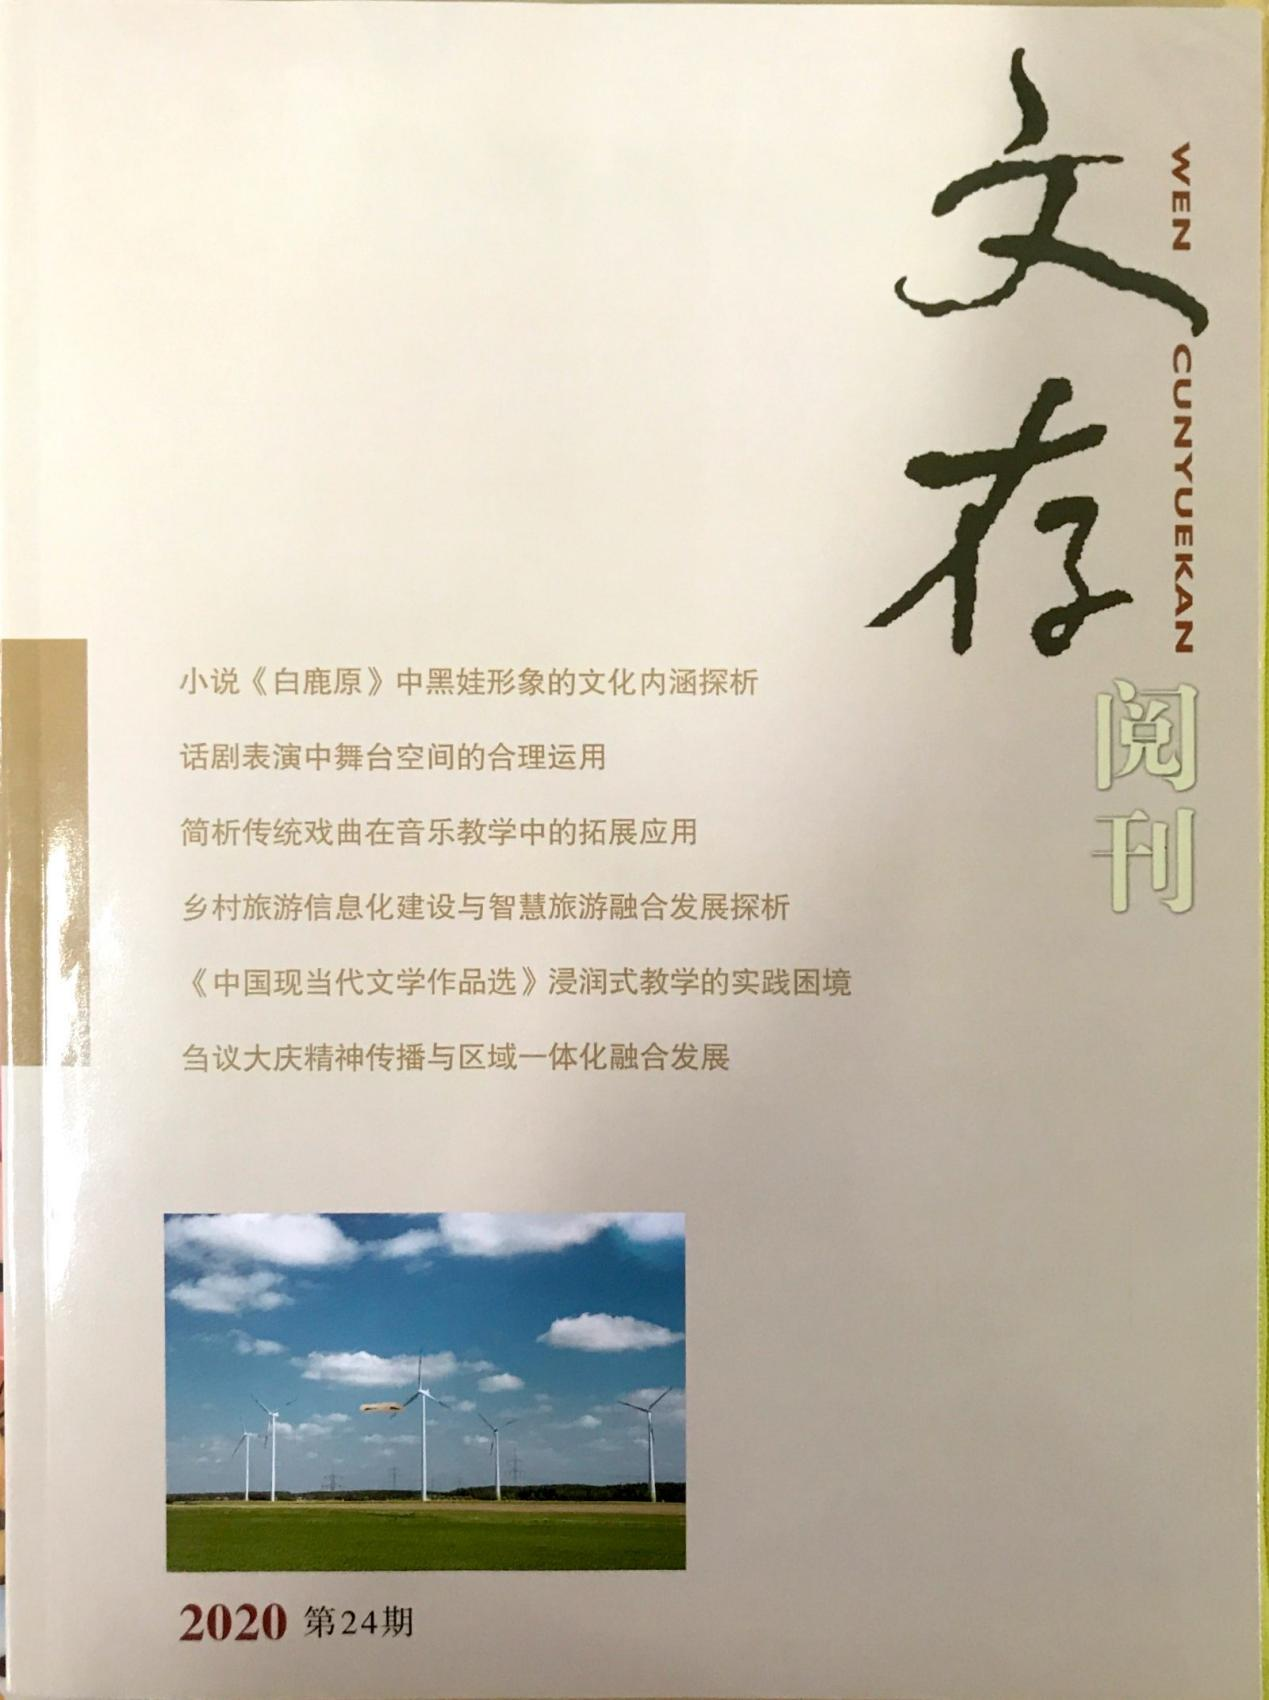 文存
WEN CUNYUEKAN
阅刊
小说《白鹿原》中黑娃形象的文化内涵探析
话剧表演中舞台空间的合理运用
简析传统戏曲在音乐教学中的拓展应用
乡村旅游信息化建设与智慧旅游融合发展探析
《中国现当代文学作品选》浸润式教学的实践困境
刍议大庆精神传播与区域一体化融合发展
2020 第24期